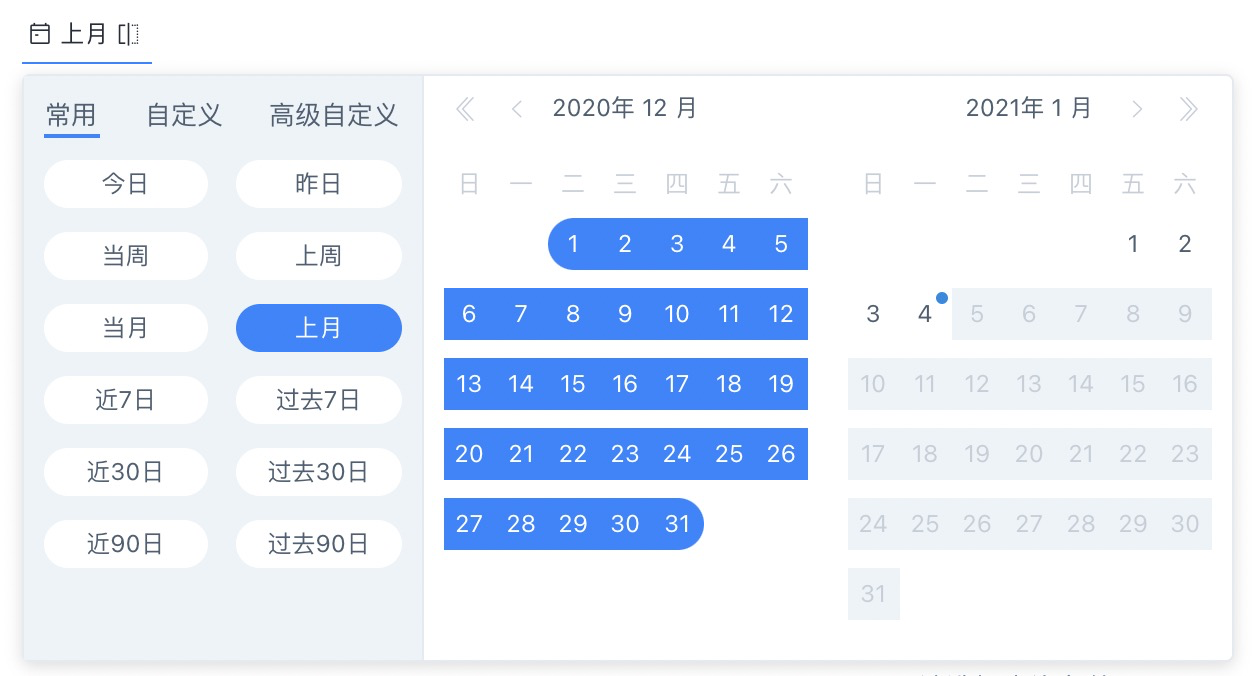 上月
常用 自定义 高级自定义
今日 昨日
当周 上周
当月 上月
近7日 过去7日
近30日 过去30日
近90日 过去90日
2020年 12 月
日 一 二 三 四 五 六
1 2 3 4 5
6 7 8 9 10 11 12
13 14 15 16 17 18 19
20 21 22 23 24 25 26
27 28 29 30 31
2021年 1 月
日 一 二 三 四 五 六
1 2
3 4 5 6 7 8 9
10 11 12 13 14 15 16
17 18 19 20 21 22 23
24 25 26 27 28 29 30
31